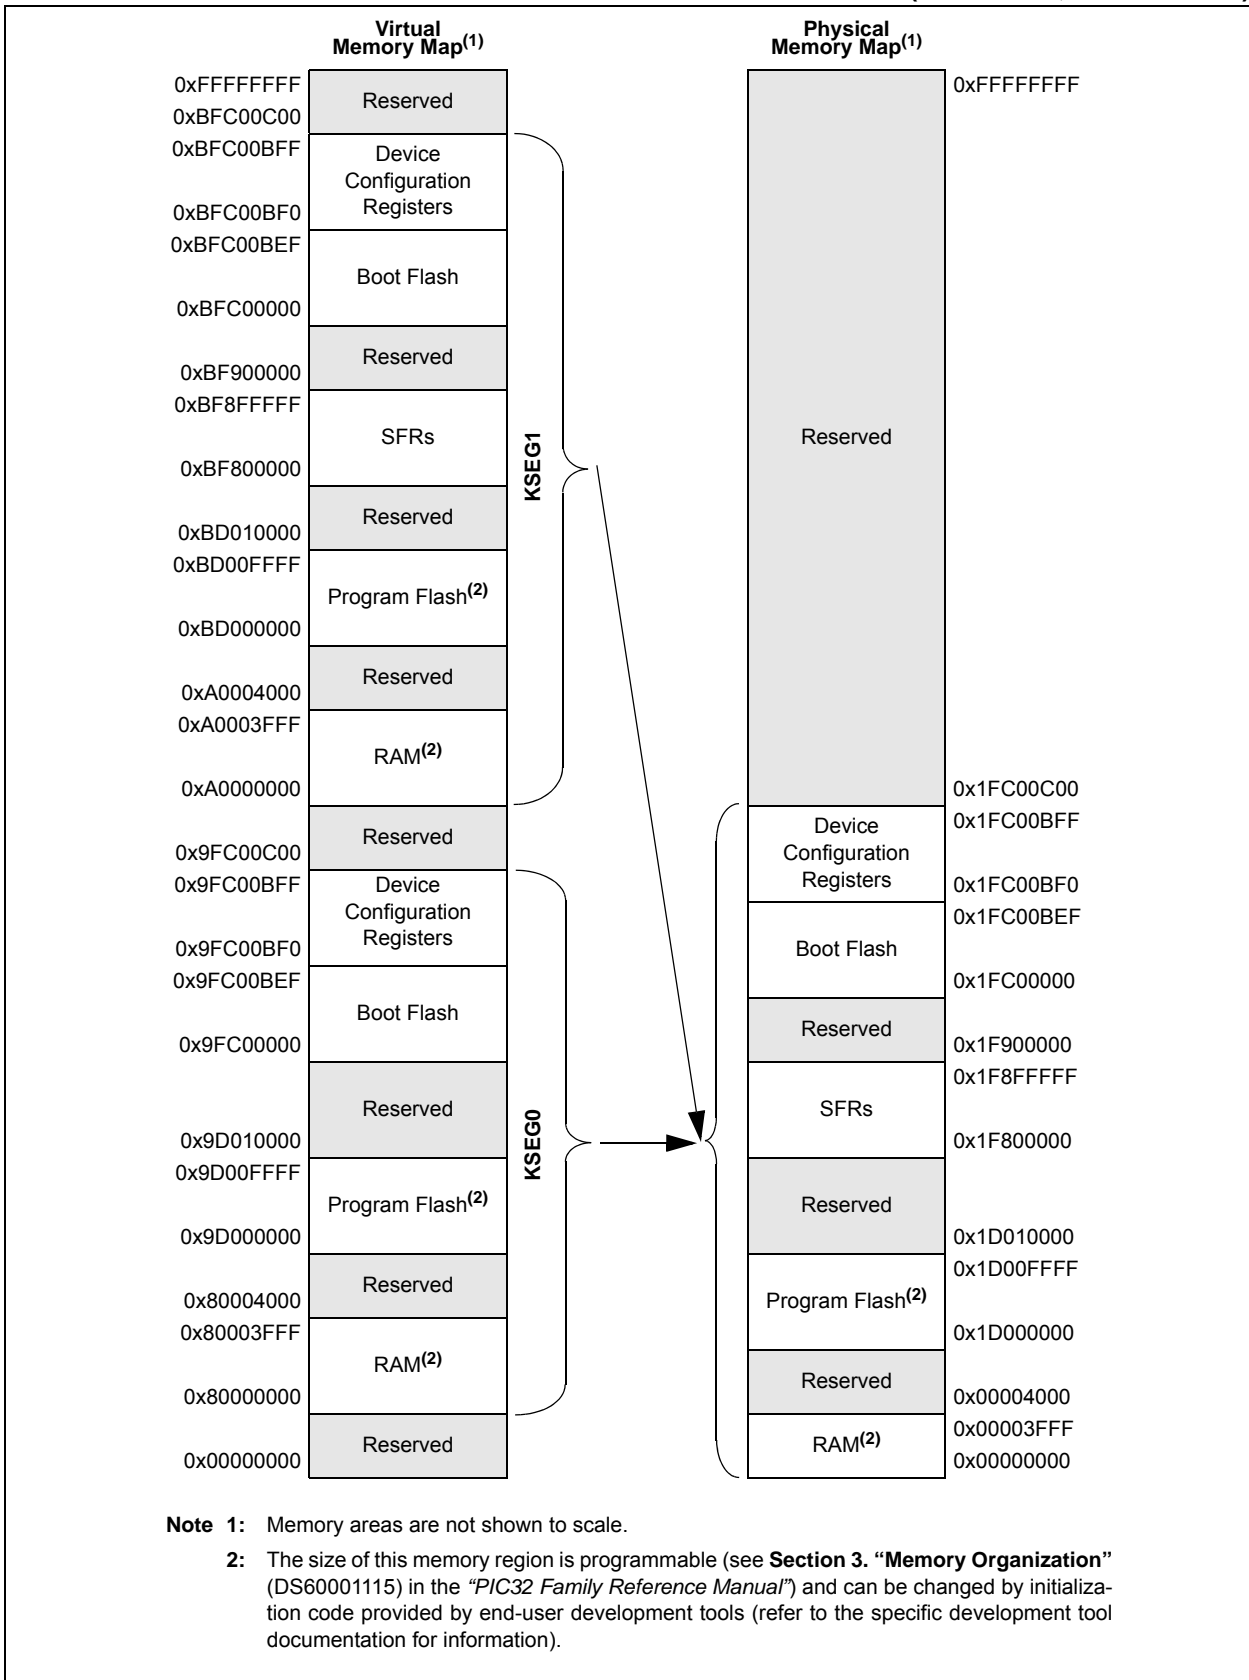 Virtual
Memory Map(1)
0xFFFFFFFF
Reserved
0xBFC00C00
0xBFC00BFF
Device
Configuration
Registers
0xBFC00BF0
0xBFC00BEF
Boot Flash
0xBFC00000
Reserved
0xBF900000
0xBF8FFFFF
SFRs
0xBF800000
Reserved
0xBD010000
0xBD00FFFF
Program Flash(2)
0xBD000000
Reserved
0xA0004000
0xA0003FFF
RAM(2)
0xA0000000
KSEG1
Reserved
0x9FC00C00
0x9FC00BFF
Device
Configuration
Registers
0x9FC00BF0
0x9FC00BEF
Boot Flash
0x9FC00000
Reserved
0x9D010000
0x9D00FFFF
Program Flash(2)
0x9D000000
Reserved
0x80004000
0x80003FFF
RAM(2)
0x80000000
KSEG0
Reserved
0x00000000
Physical
Memory Map(1)
0xFFFFFFFF
Reserved
0x1FC00C00
0x1FC00BFF
Device
Configuration
Registers
0x1FC00BF0
0x1FC00BEF
Boot Flash
0x1FC00000
Reserved
0x1F900000
0x1F8FFFFF
SFRs
0x1F800000
Reserved
0x1D010000
0x1D00FFFF
Program Flash(2)
0x1D000000
Reserved
0x00004000
0x00003FFF
RAM(2)
0x00000000
Note 1: Memory areas are not shown to scale.
2: The size of this memory region is programmable (see Section 3. “Memory Organization”
(DS60001115) in the “PIC32 Family Reference Manual”) and can be changed by initializa-
tion code provided by end-user development tools (refer to the specific development tool
documentation for information).